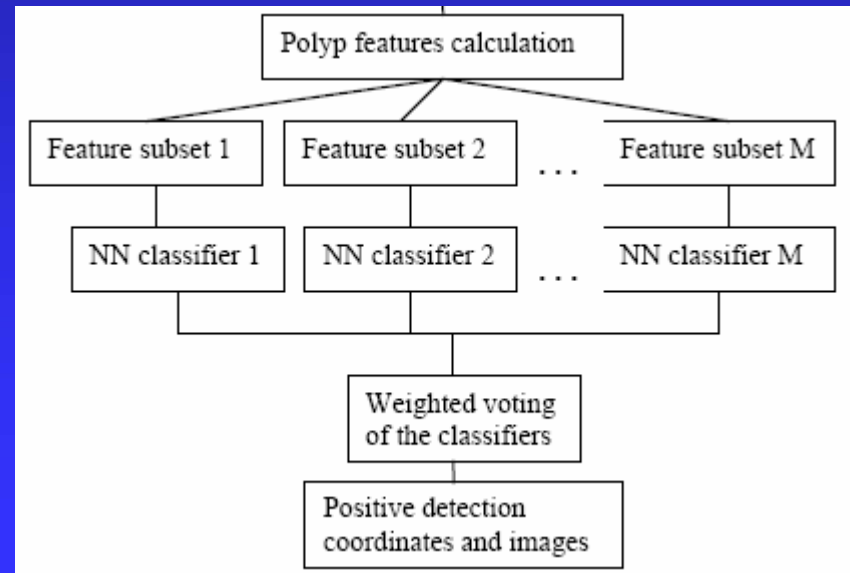 Polyp features calculation
Feature subset 1
Feature subset 2
. . .
Feature subset M
NN classifier 1
NN classifier 2
. . .
NN classifier M
Weighted voting
of the classifiers
Positive detection
coordinates and images